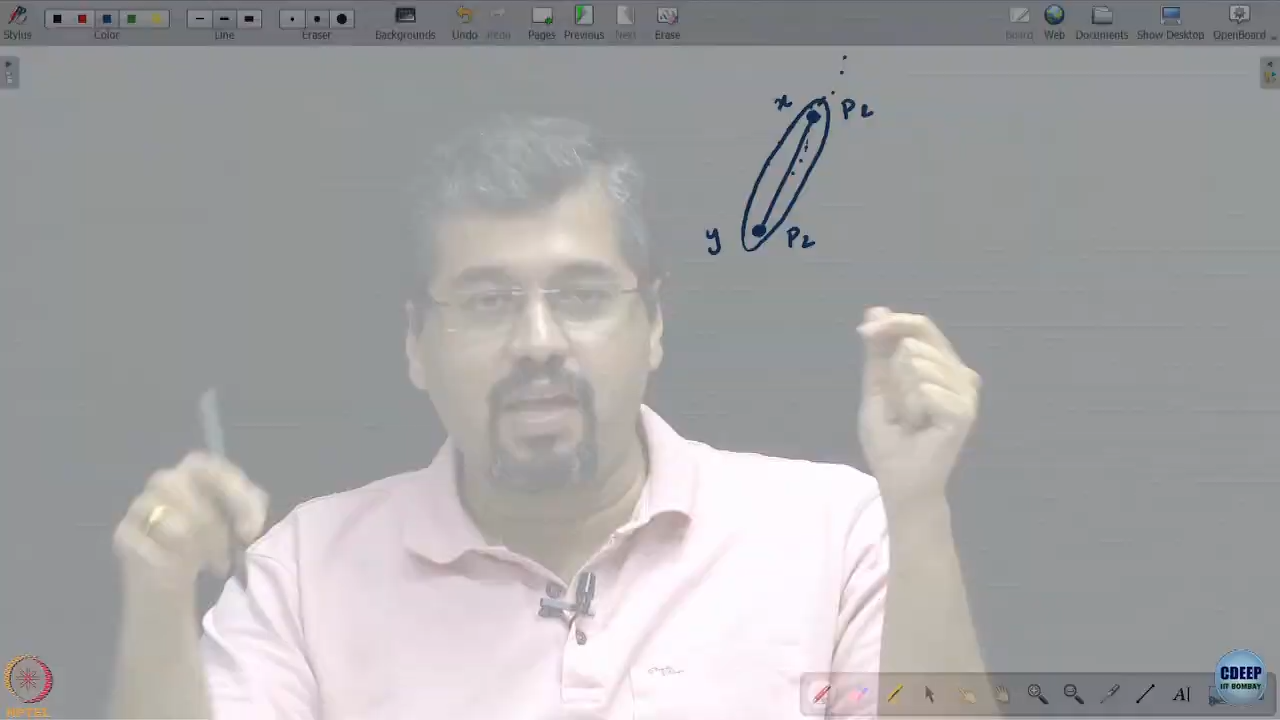 Stylus Color Line Eraser Backgrounds Undo Redo Pages Previous Next Erase Board Web Documents Show Desktop OpenBoard
x P2
y P2
CDEEP
IIT BOMBAY
NPTEL